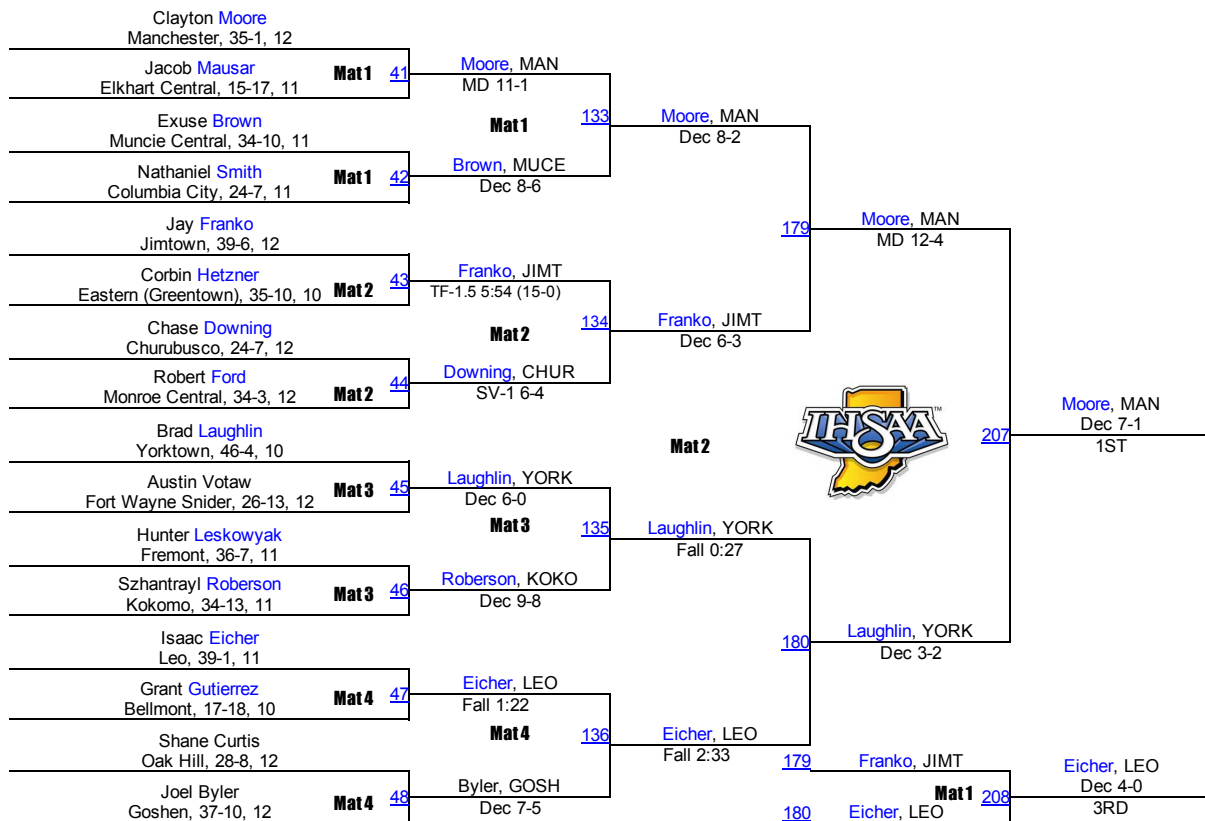 Clayton Moore
Manchester, 35-1, 12
Jacob Mausar
Elkhart Central, 15-17, 11
Mat 1
41
Moore, MAN
MD 11-1
Exuse Brown
Muncie Central, 34-10, 11
Mat 1
133
Moore, MAN
Dec 8-2
Nathaniel Smith
Columbia City, 24-7, 11
Mat 1
42
Brown, MUCE
Dec 8-6
Jay Franko
Jimtown, 39-6, 12
179
Moore, MAN
MD 12-4
Corbin Hetzner
Eastern (Greentown), 35-10, 10
Mat 2
43
Franko, JIMT
TF-1.5 5:54 (15-0)
Chase Downing
Churubusco, 24-7, 12
Mat 2
134
Franko, JIMT
Dec 6-3
Robert Ford
Monroe Central, 34-3, 12
Mat 2
44
Downing, CHUR
SV-1 6-4
Brad Laughlin
Yorktown, 46-4, 10
Mat 2
IHSAA
TM
207
Moore, MAN
Dec 7-1
1ST
Austin Votaw
Fort Wayne Snider, 26-13, 12
Mat 3
45
Laughlin, YORK
Dec 6-0
Hunter Leskowyak
Fremont, 36-7, 11
Mat 3
135
Laughlin, YORK
Fall 0:27
Szhantrayl Roberson
Kokomo, 34-13, 11
Mat 3
46
Roberson, KOKO
Dec 9-8
Isaac Eicher
Leo, 39-1, 11
180
Laughlin, YORK
Dec 3-2
Grant Gutierrez
Bellmont, 17-18, 10
Mat 4
47
Eicher, LEO
Fall 1:22
Shane Curtis
Oak Hill, 28-8, 12
Mat 4
136
Eicher, LEO
Fall 2:33
Joel Byler
Goshen, 37-10, 12
Mat 4
48
Byler, GOSH
Dec 7-5
179
Franko, JIMT
Mat 1
208
180
Eicher, LEO
Eicher, LEO
Dec 4-0
3RD